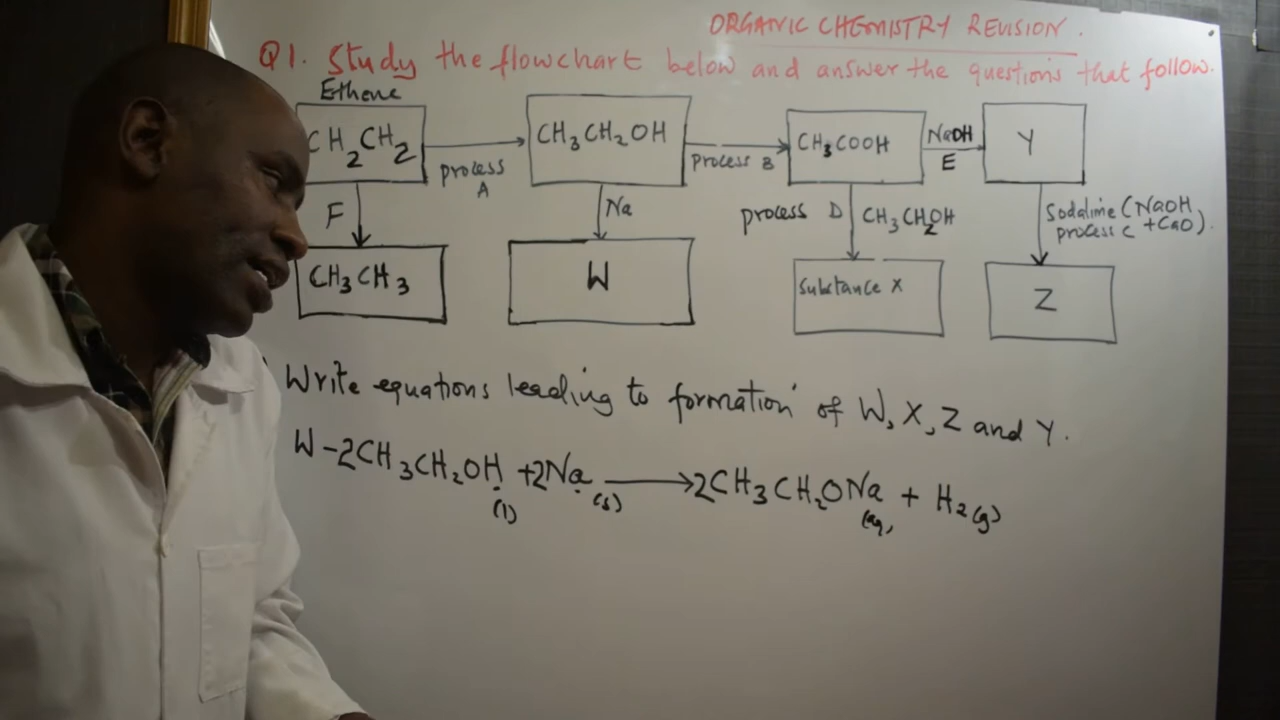 ORGANIC CHEMISTRY REVISION.
Q1. Study the flowchart below and answer the questions that follow.
Ethene
CH2CH2
process A
CH3CH2OH
process B
CH3COOH
NaOH
E
Y
F
Na
process D
CH3CH2OH
Sodalime (NaOH
process C +CaO).
CH3CH3
W
Substance X
Z
Write equations leading to formation of W, X, Z and Y.
W - 2CH3CH2OH(l) + 2Na(s) → 2CH3CH2ONa(aq) + H2(g)